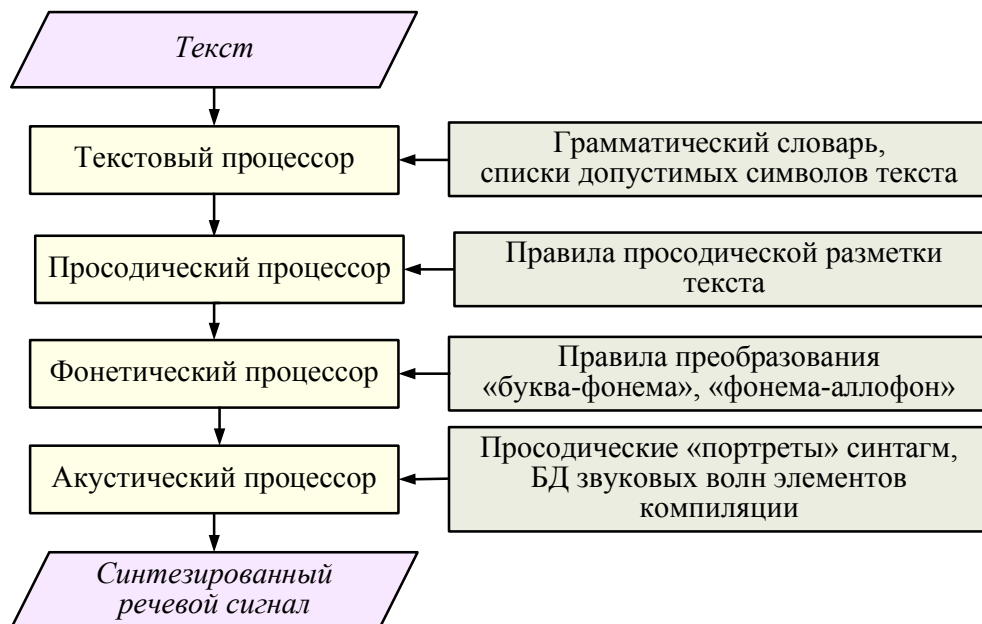 Текст
Текстовый процессор
Грамматический словарь,
списки допустимых символов текста
Просодический процессор
Правила просодической разметки
текста
Фонетический процессор
Правила преобразования
«буква-фонема», «фонема-аллофон»
Акустический процессор
Просодические «портреты» синтагм,
БД звуковых волн элементов
компиляции
Синтезированный
речевой сигнал